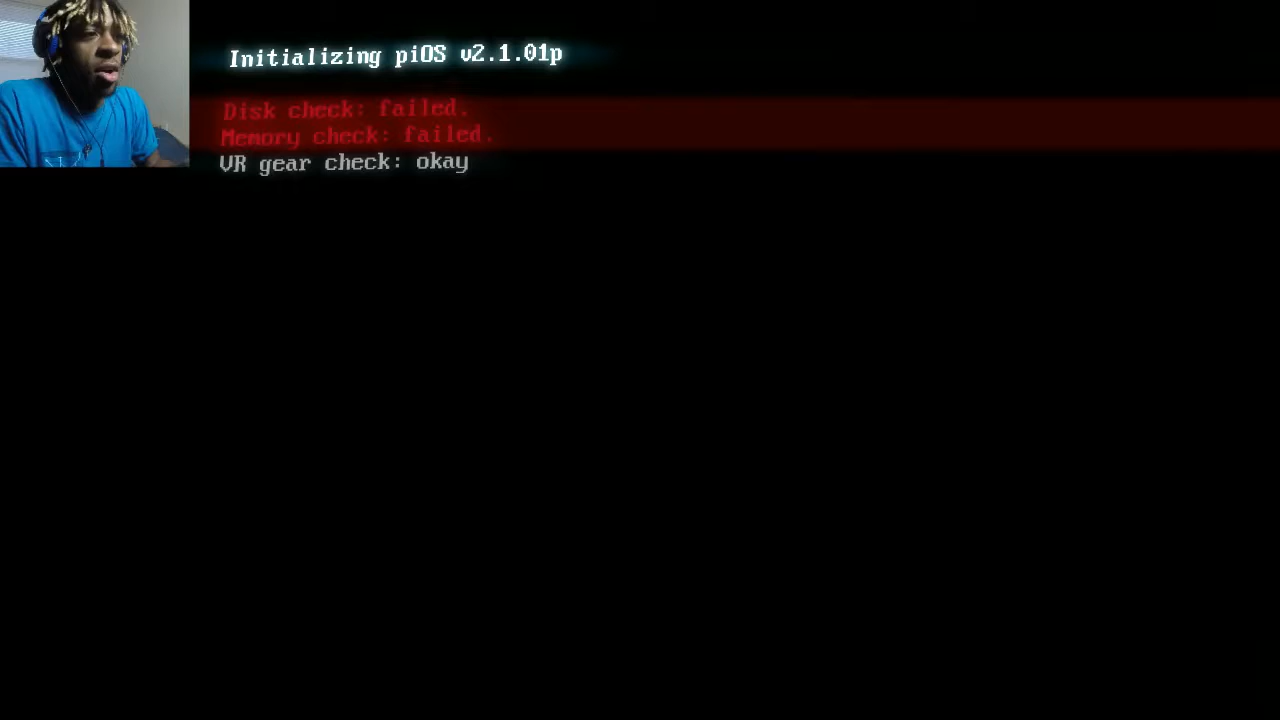 Initializing piOS v2.1.01p
Disk check: failed.
Memory check: failed.
VR gear check: okay